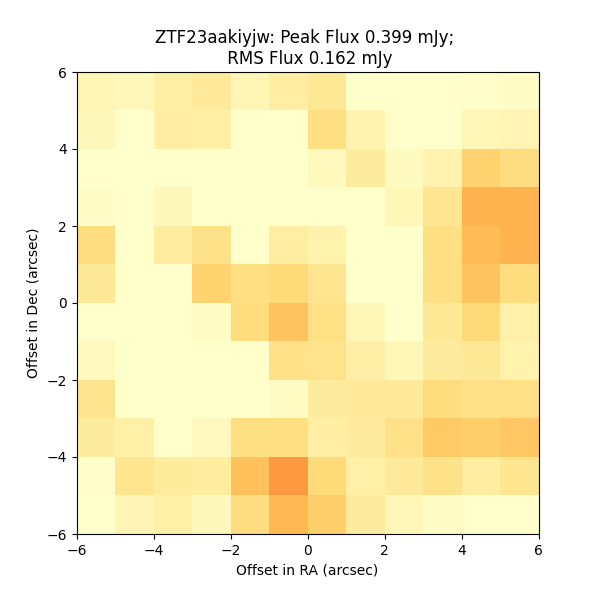 ZTF23aakiyjw: Peak Flux 0.399 mJy;
RMS Flux 0.162 mJy
6
4
2
0
−2
−4
−6
Offset in Dec (arcsec)
−6 −4 −2 0 2 4 6
Offset in RA (arcsec)